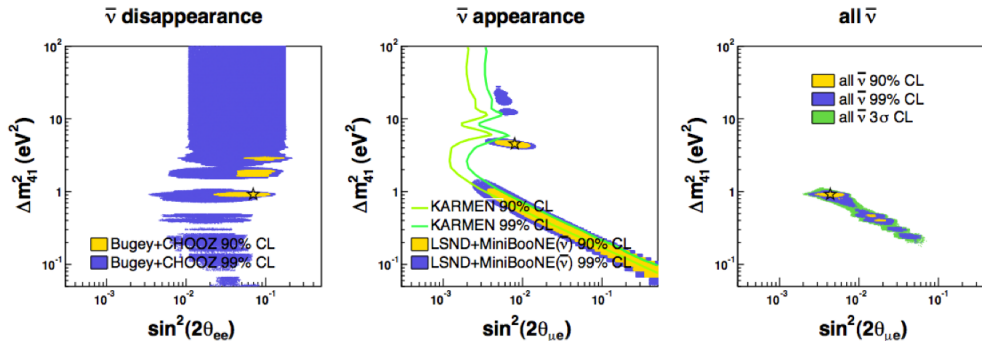 ν̄ disappearance
10²
10
1
10⁻¹
Δm²₄₁ (eV²)
Bugey+CHOOZ 90% CL
Bugey+CHOOZ 99% CL
10⁻³ 10⁻² 10⁻¹
sin²(2θₑₑ)
ν̄ appearance
10²
10
1
10⁻¹
Δm²₄₁ (eV²)
KARMEN 90% CL
KARMEN 99% CL
LSND+MiniBooNE(ν̄) 90% CL
LSND+MiniBooNE(ν̄) 99% CL
10⁻³ 10⁻² 10⁻¹
sin²(2θ_μe)
all ν̄
10²
10
1
10⁻¹
Δm²₄₁ (eV²)
all ν̄ 90% CL
all ν̄ 99% CL
all ν̄ 3σ CL
10⁻³ 10⁻² 10⁻¹
sin²(2θ_μe)